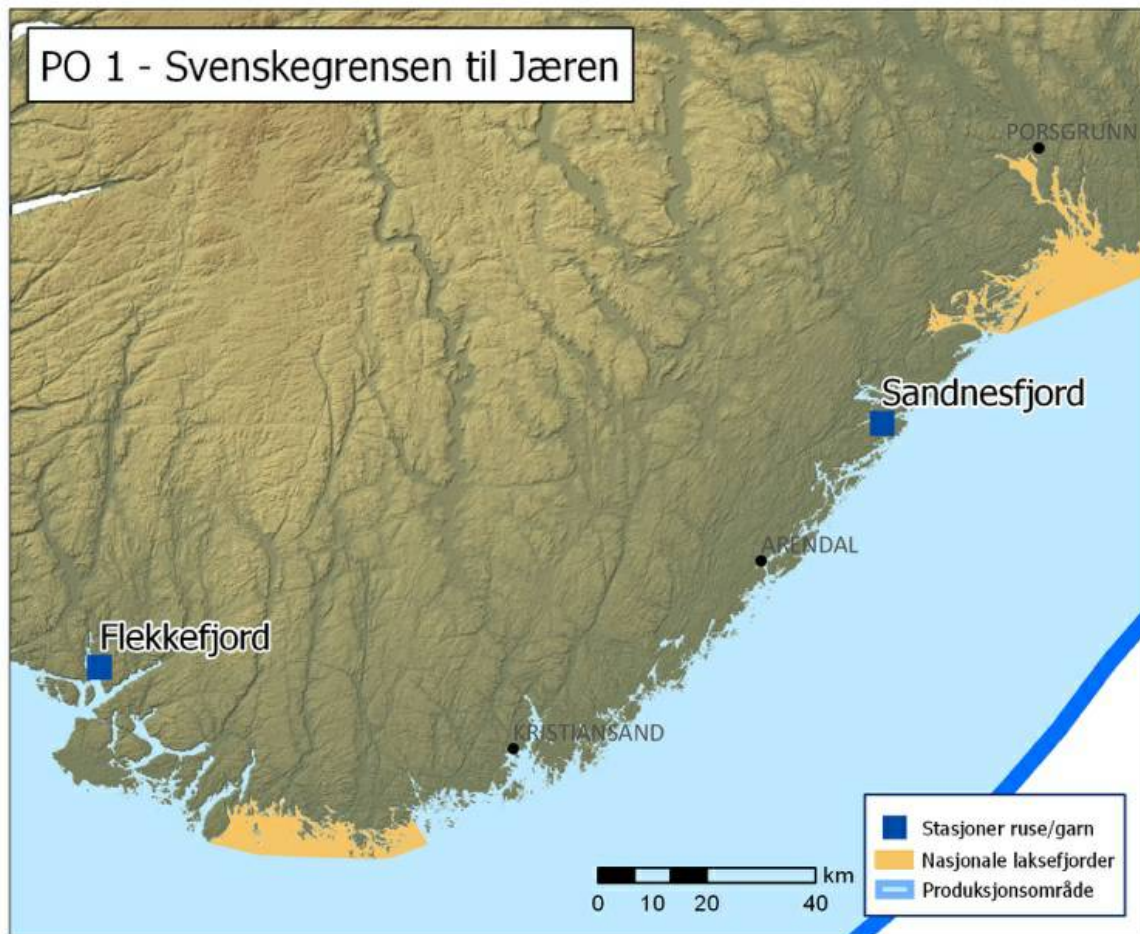 PO 1 - Svenskegrensen til Jæren
PORSGRUNN
Sandnesfjord
ARENDAL
Flekkefjord
KRISTIANSAND
Stasjoner ruse/garn
Nasjonale laksefjorder
Produksjonsområde
km
0 10 20 40